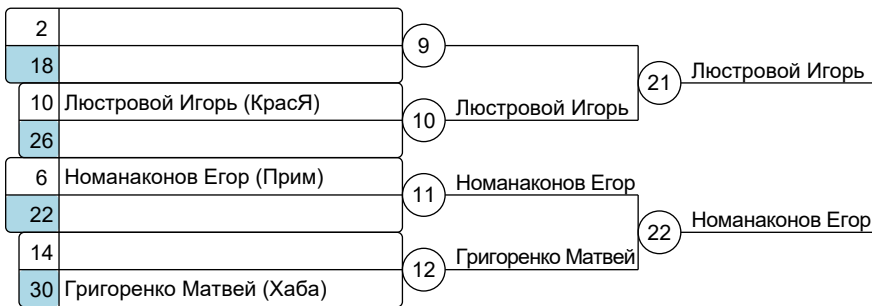 2
18
9
10 Люстровой Игорь (КрасЯ)
26
10 Люстровой Игорь
21 Люстровой Игорь
6 Номанаконов Егор (Прим)
22
11 Номанаконов Егор
14
30 Григоренко Матвей (Хаба)
12 Григоренко Матвей
22 Номанаконов Егор